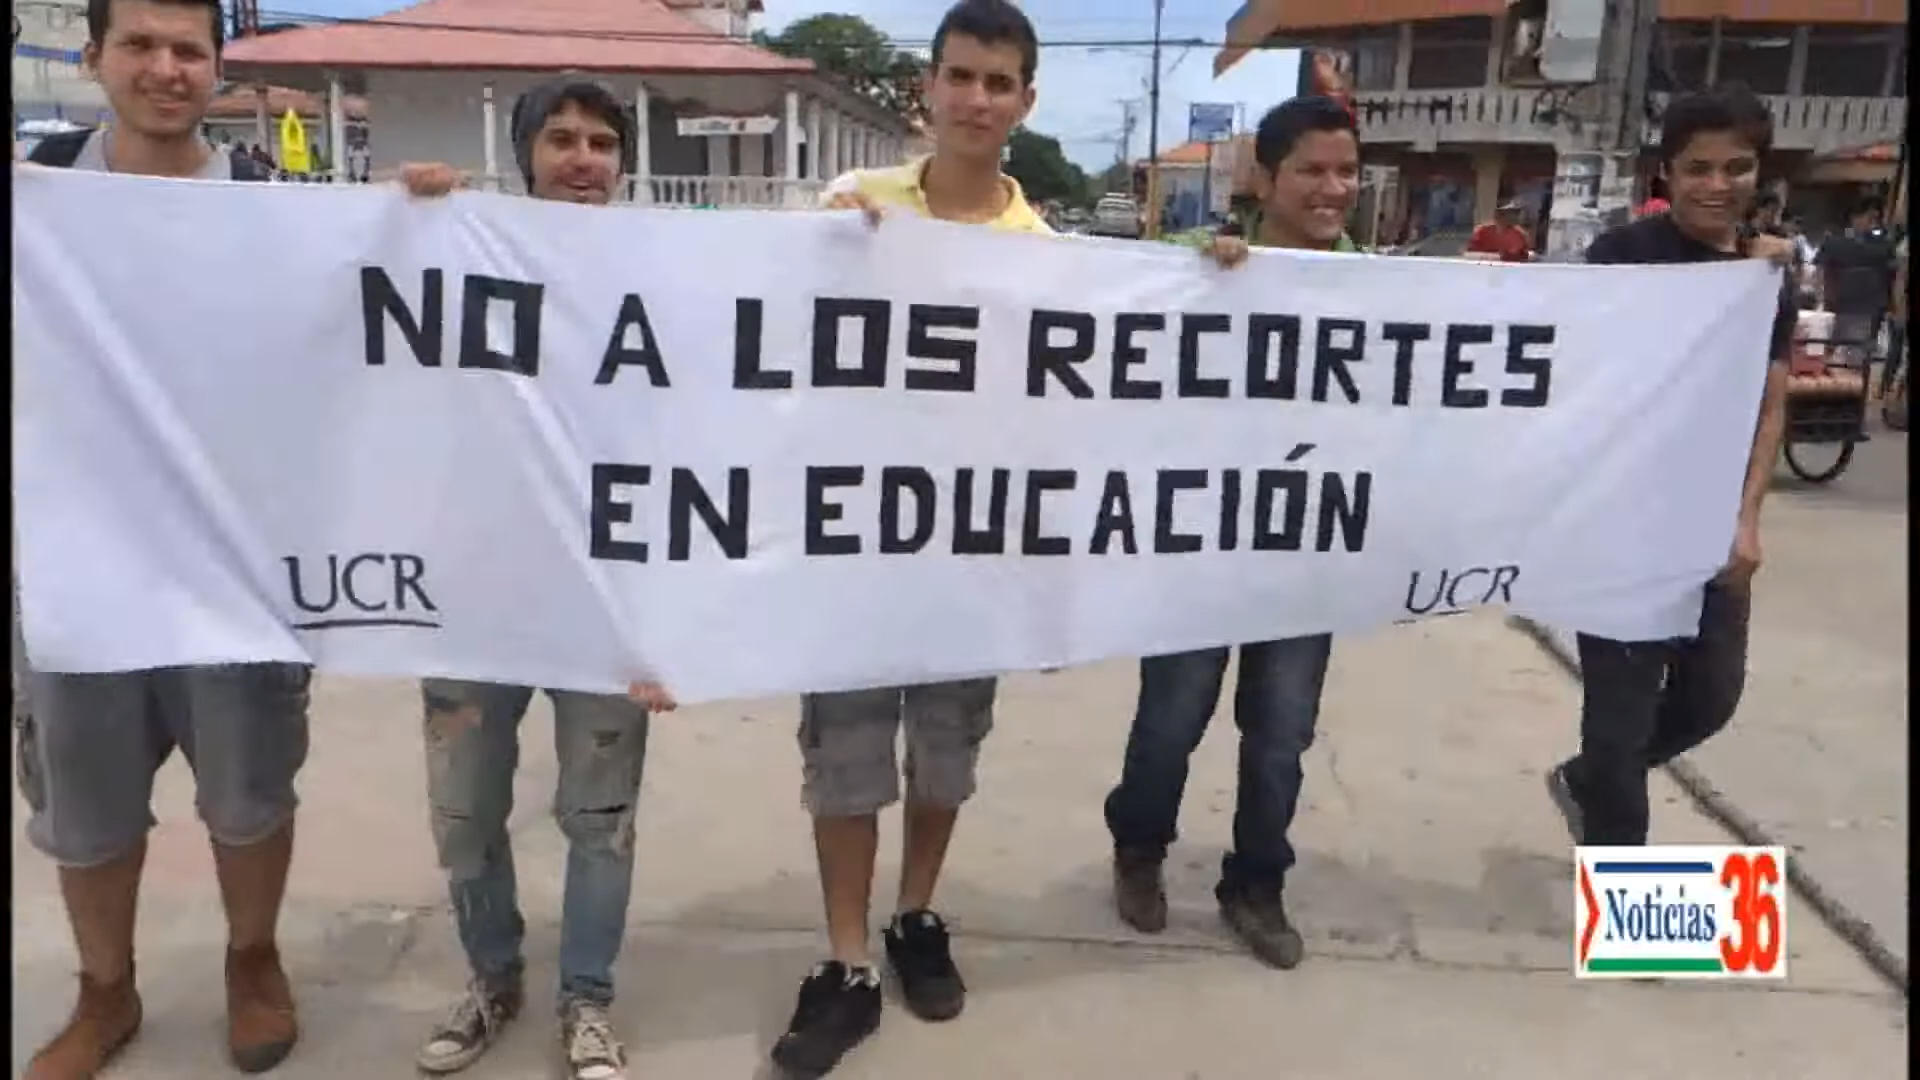 NO A LOS RECORTES
EN EDUCACIÓN
UCR
UCR
Noticias 36